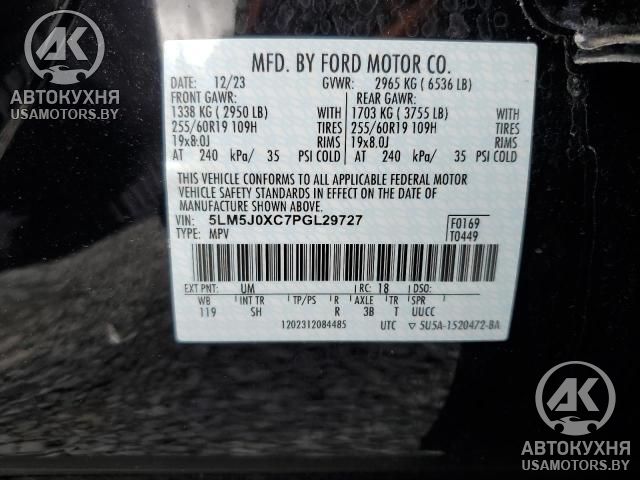 AK
АВТОКУХНЯ
USAMOTORS.BY
MFD. BY FORD MOTOR CO.
DATE: 12/23 GVWR: 2965 KG ( 6536 LB)
FRONT GAWR: REAR GAWR:
1338 KG ( 2950 LB) WITH 1703 KG ( 3755 LB) WITH
255/60R19 109H TIRES 255/60R19 109H TIRES
19x8.0J RIMS 19x8.0J RIMS
AT 240 kPa/ 35 PSI COLD AT 240 kPa/ 35 PSI COLD
THIS VEHICLE CONFORMS TO ALL APPLICABLE FEDERAL MOTOR
VEHICLE SAFETY STANDARDS IN EFFECT ON THE DATE OF
MANUFACTURE SHOWN ABOVE.
VIN: 5LM5J0XC7PGL29727 F0169
TYPE: MPV T0449
EXT PNT: UM RC: 18 DSO:
WB INT TR TP/PS R AXLE TR SPR
119 SH R 3B T UUCC
1202312084485 UTC 5U5A-1520472-BA
AK
АВТОКУХНЯ
USAMOTORS.BY